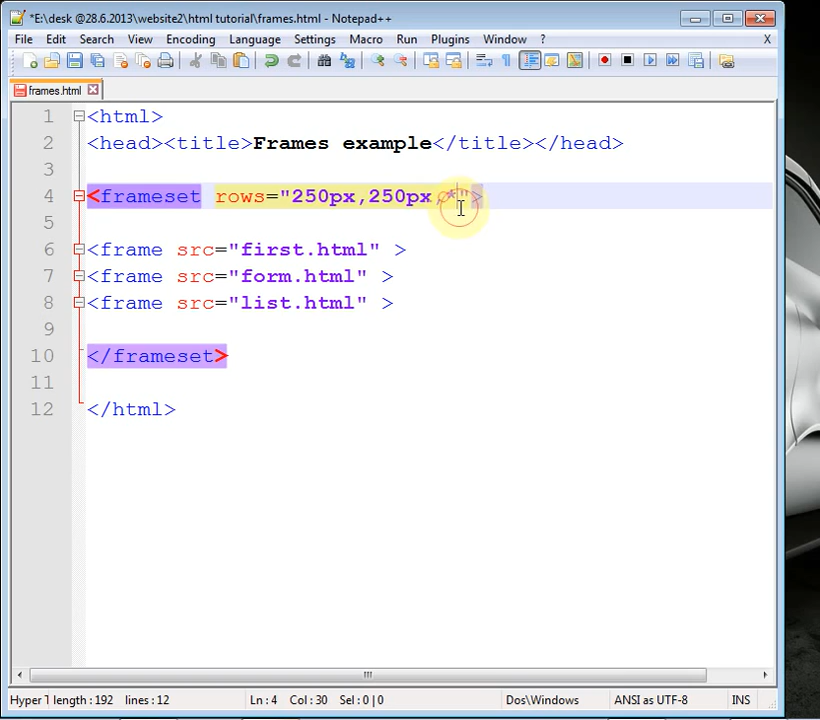 *E:\desk @28.6.2013\website2\html tutorial\frames.html - Notepad++
File Edit Search View Encoding Language Settings Macro Run Plugins Window ? X
frames.html
1 <html>
2 <head><title>Frames example</title></head>
3
4 <frameset rows="250px,250px,*">
5
6 <frame src="first.html" >
7 <frame src="form.html" >
8 <frame src="list.html" >
9
10 </frameset>
11
12 </html>
Hyper T length : 192 lines : 12 Ln : 4 Col : 30 Sel : 0 | 0 Dos\Windows ANSI as UTF-8 INS